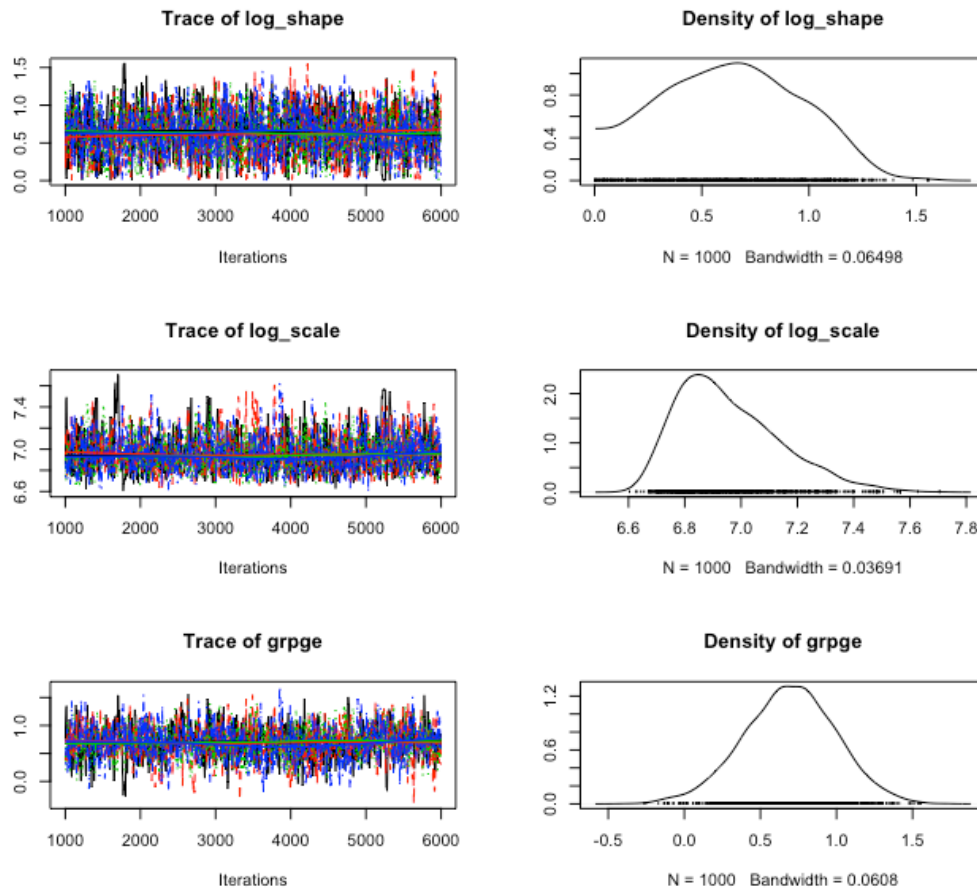 Trace of log_shape
0.0 0.5 1.0 1.5
1000 2000 3000 4000 5000 6000
Iterations
Density of log_shape
0.0 0.8
0.0 0.5 1.0 1.5
N = 1000 Bandwidth = 0.06498
Trace of log_scale
6.6 7.0 7.4
1000 2000 3000 4000 5000 6000
Iterations
Density of log_scale
0.0 1.0 2.0
6.6 6.8 7.0 7.2 7.4 7.6 7.8
N = 1000 Bandwidth = 0.03691
Trace of grpge
0.0 1.0
1000 2000 3000 4000 5000 6000
Iterations
Density of grpge
0.0 0.6 1.2
-0.5 0.0 0.5 1.0 1.5
N = 1000 Bandwidth = 0.0608